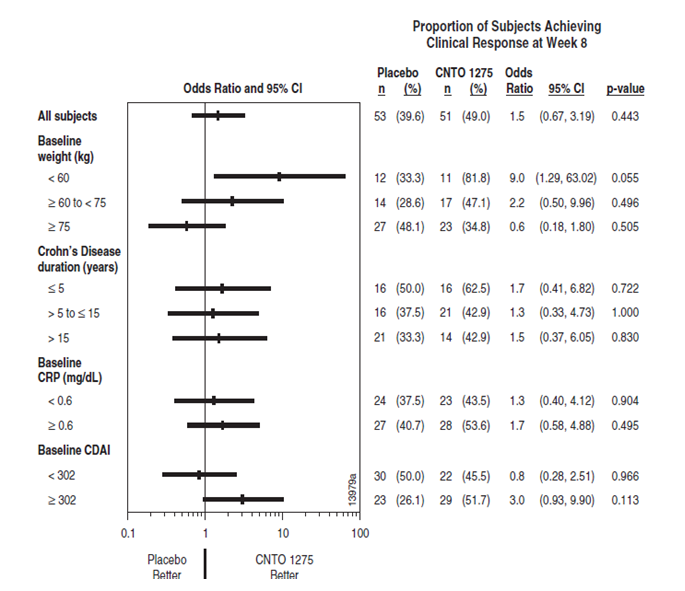 Proportion of Subjects Achieving
Clinical Response at Week 8
Placebo CNTO 1275 Odds
Odds Ratio and 95% CI n (%) n (%) Ratio 95% CI p-value
All subjects 53 (39.6) 51 (49.0) 1.5 (0.67, 3.19) 0.443
Baseline
weight (kg)
< 60 12 (33.3) 11 (81.8) 9.0 (1.29, 63.02) 0.055
≥ 60 to < 75 14 (28.6) 17 (47.1) 2.2 (0.50, 9.96) 0.496
≥ 75 27 (48.1) 23 (34.8) 0.6 (0.18, 1.80) 0.505
Crohn's Disease
duration (years)
≤ 5 16 (50.0) 16 (62.5) 1.7 (0.41, 6.82) 0.722
> 5 to ≤ 15 16 (37.5) 21 (42.9) 1.3 (0.33, 4.73) 1.000
> 15 21 (33.3) 14 (42.9) 1.5 (0.37, 6.05) 0.830
Baseline
CRP (mg/dL)
< 0.6 24 (37.5) 23 (43.5) 1.3 (0.40, 4.12) 0.904
≥ 0.6 27 (40.7) 28 (53.6) 1.7 (0.58, 4.88) 0.495
Baseline CDAI
< 302 30 (50.0) 22 (45.5) 0.8 (0.28, 2.51) 0.966
≥ 302 23 (26.1) 29 (51.7) 3.0 (0.93, 9.90) 0.113
13979a
0.1 1 10 100
Placebo CNTO 1275
Better Better